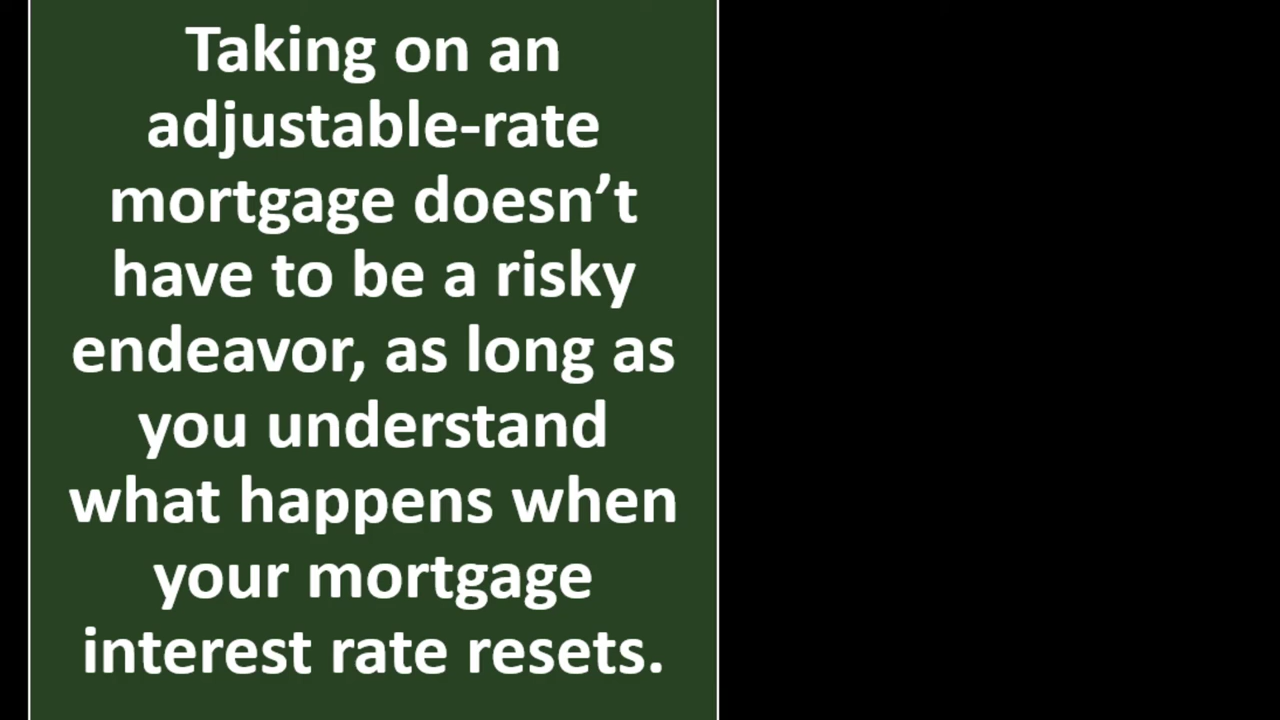 Taking on an
adjustable-rate
mortgage doesn’t
have to be a risky
endeavor, as long as
you understand
what happens when
your mortgage
interest rate resets.